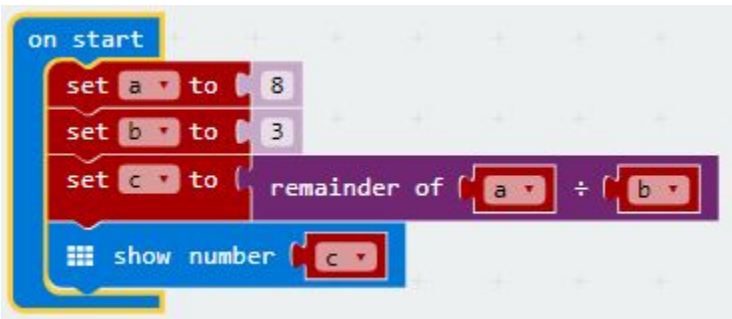 on start
set a to 8
set b to 3
set c to remainder of a ÷ b
show number c